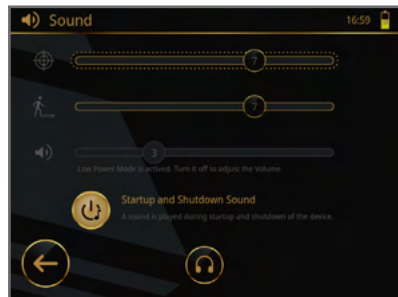 Sound 16:59
7
7
3
Low Power Mode is actived. Turn it off to adjust the Volume.
Startup and Shutdown Sound
A sound is played during startup and shutdown of the device.